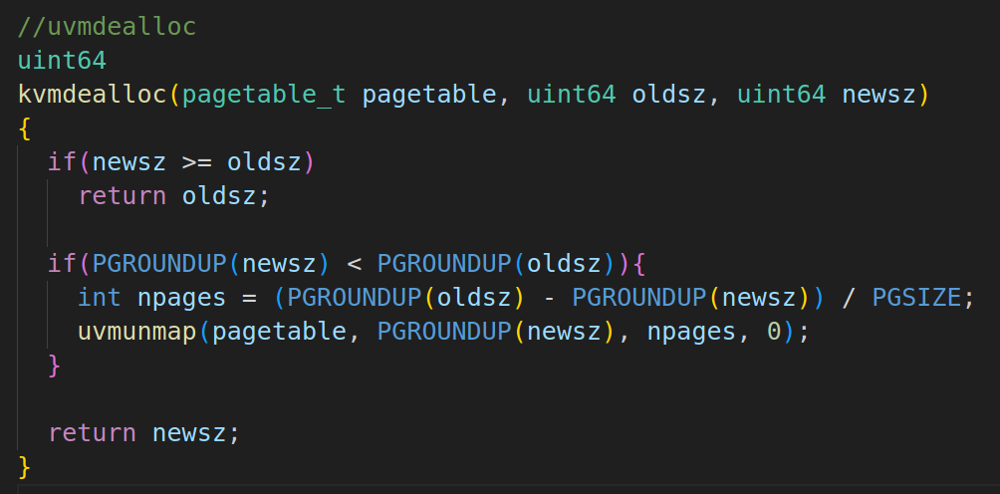 //uvmdealloc
uint64
kvmdealloc(pagetable_t pagetable, uint64 oldsz, uint64 newsz)
{
  if(newsz >= oldsz)
    return oldsz;

  if(PGROUNDUP(newsz) < PGROUNDUP(oldsz)){
    int npages = (PGROUNDUP(oldsz) - PGROUNDUP(newsz)) / PGSIZE;
    uvmunmap(pagetable, PGROUNDUP(newsz), npages, 0);
  }

  return newsz;
}